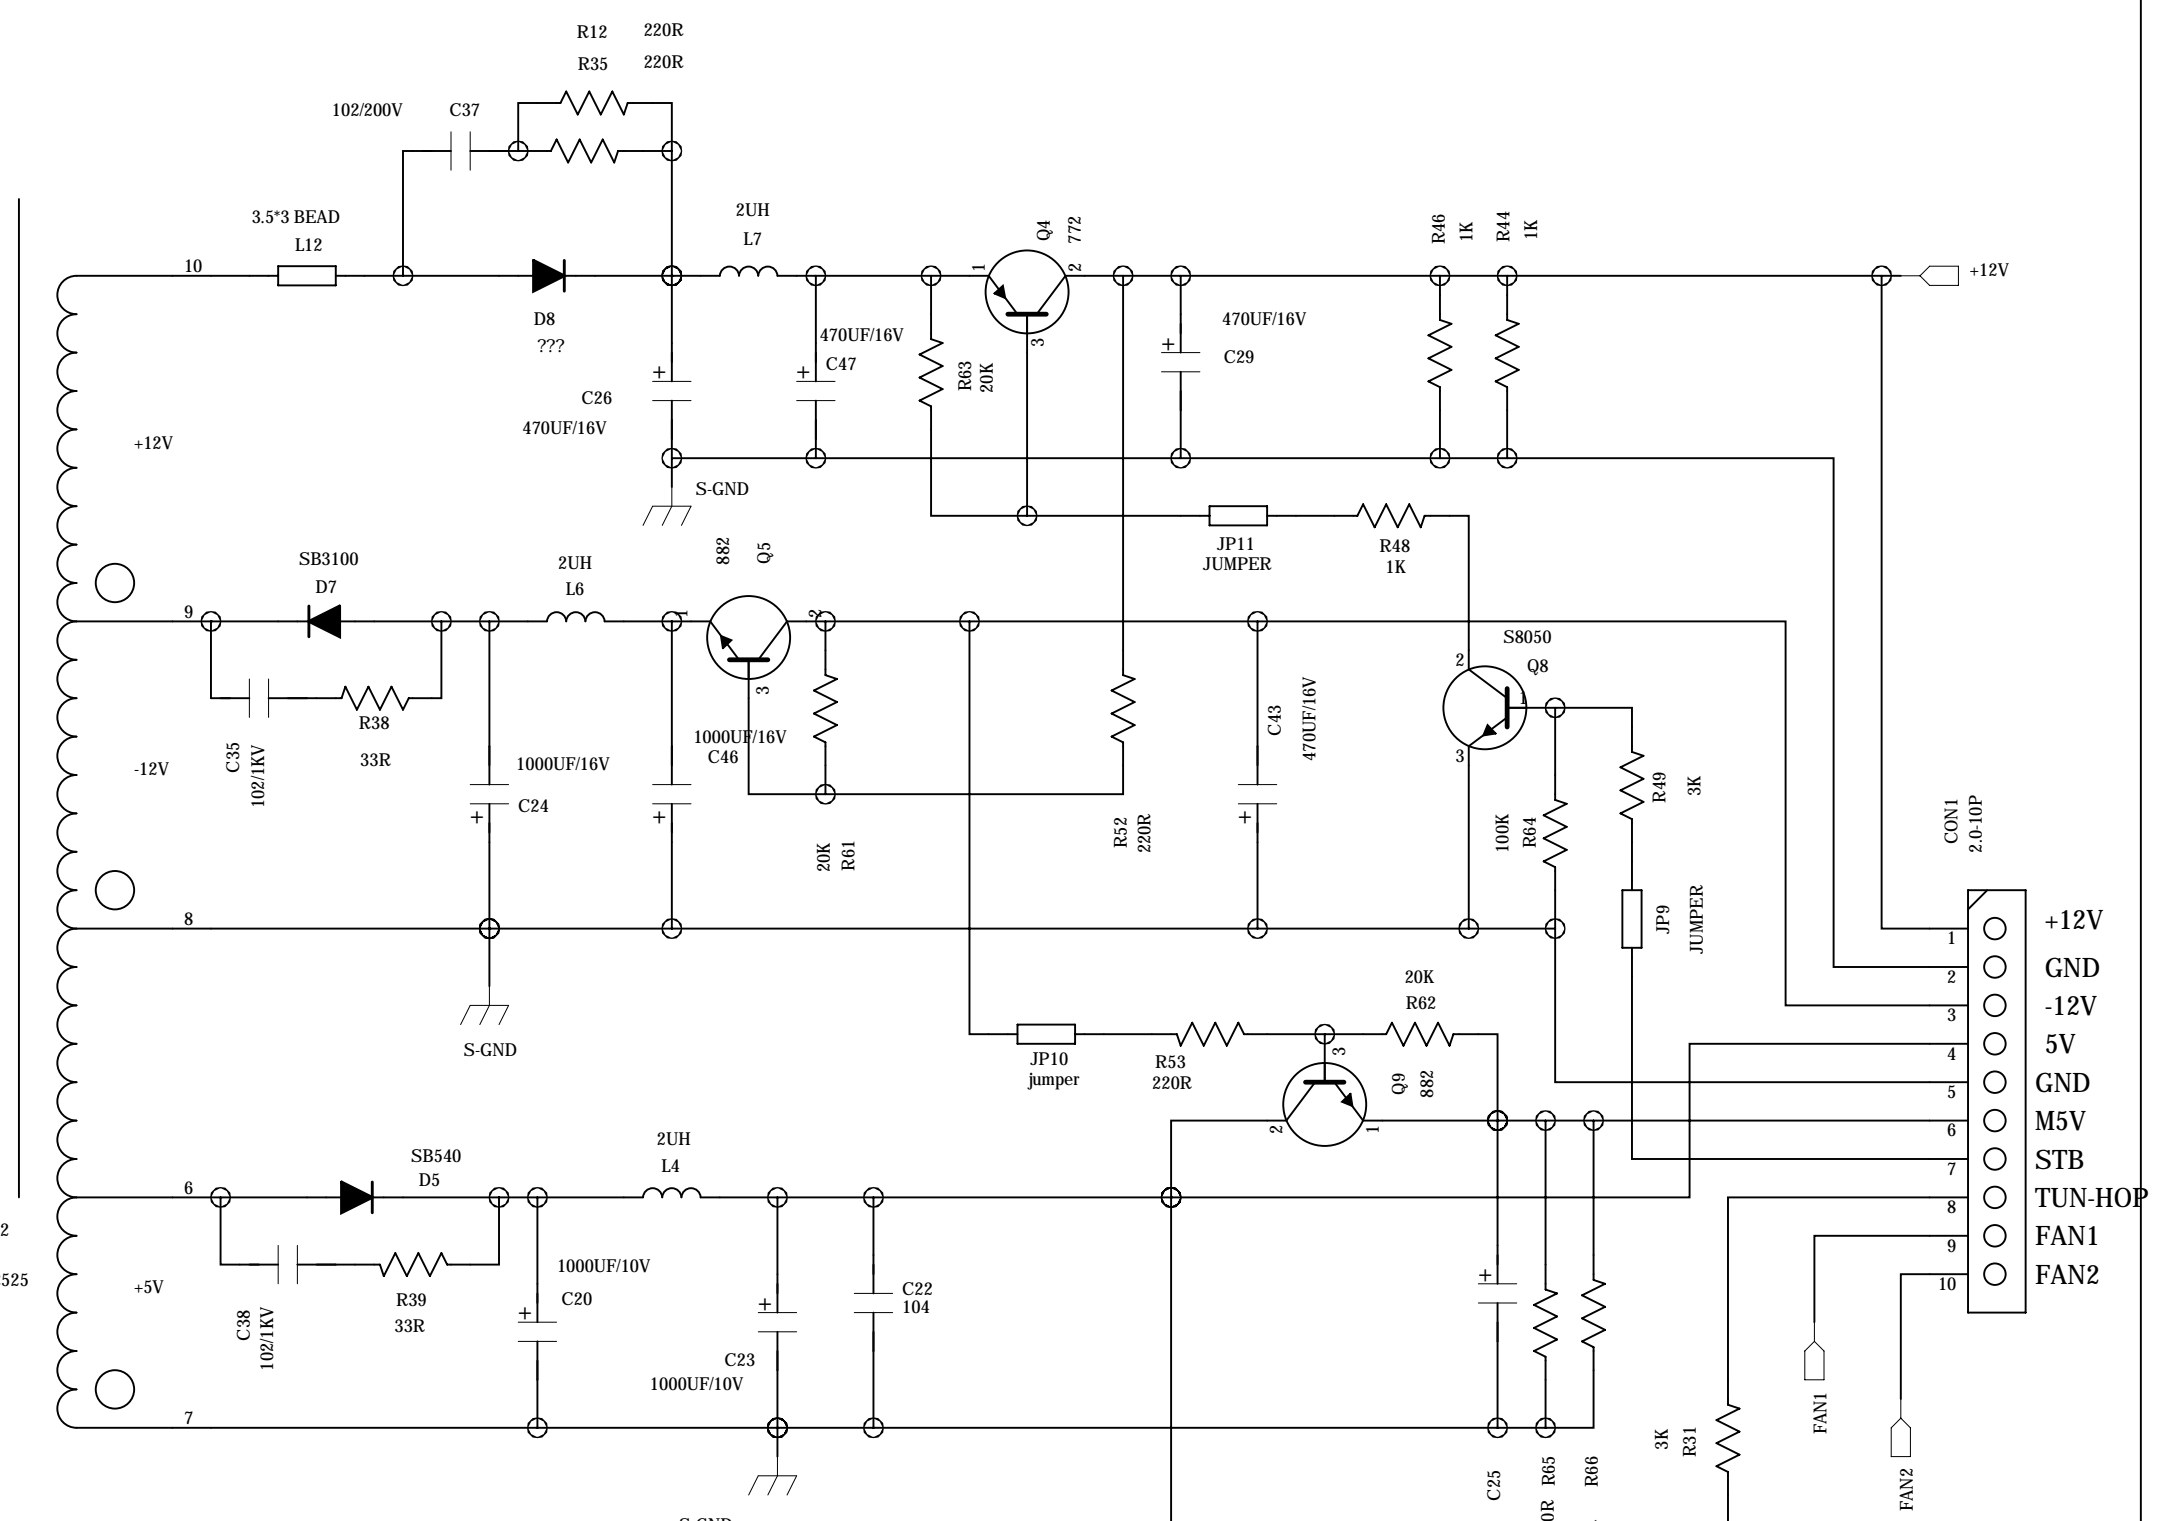 R12 220R
R35 220R
102/200V C37
3.5*3 BEAD
L12
2UH
L7
Q4
772
R46
1K
R44
1K
10
1
2
3
+12V
D8
???
470UF/16V
C47
R63
20K
+
470UF/16V
C29
+
+
C26
470UF/16V
+12V
S-GND
882
Q5
JP11
JUMPER
R48
1K
SB3100
D7
2UH
L6
9
1
2
3
S8050
Q8
2
1
3
C35
102/1KV
R38
33R
-12V
1000UF/16V
C24
+
1000UF/16V
C46
+
20K
R61
R52
220R
C43
470UF/16V
+
100K
R64
R49
3K
JP9
JUMPER
CON1
2.0-10P
8
S-GND
1 +12V
2 GND
3 -12V
4 5V
5 GND
6 M5V
7 STB
8 TUN-HOP
9 FAN1
10 FAN2
20K
R62
JP10
jumper
R53
220R
3
Q9
882
2
1
SB540
D5
2UH
L4
6
2
525
+5V
C38
102/1KV
R39
33R
1000UF/10V
C20
+
+
C23
1000UF/10V
C22
104
+
7
C25
R65
0R
R66
3K
R31
FAN1
FAN2
S-GND